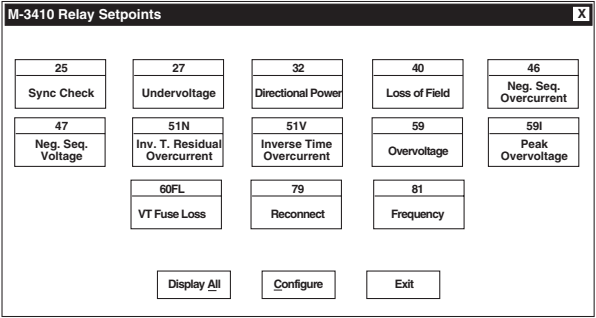 M-3410 Relay Setpoints X
25 27 32 40 46
Sync Check Undervoltage Directional Power Loss of Field Neg. Seq. Overcurrent
47 51N 51V 59 59I
Neg. Seq. Voltage Inv. T. Residual Overcurrent Inverse Time Overcurrent Overvoltage Peak Overvoltage
60FL 79 81
VT Fuse Loss Reconnect Frequency
Display All Configure Exit